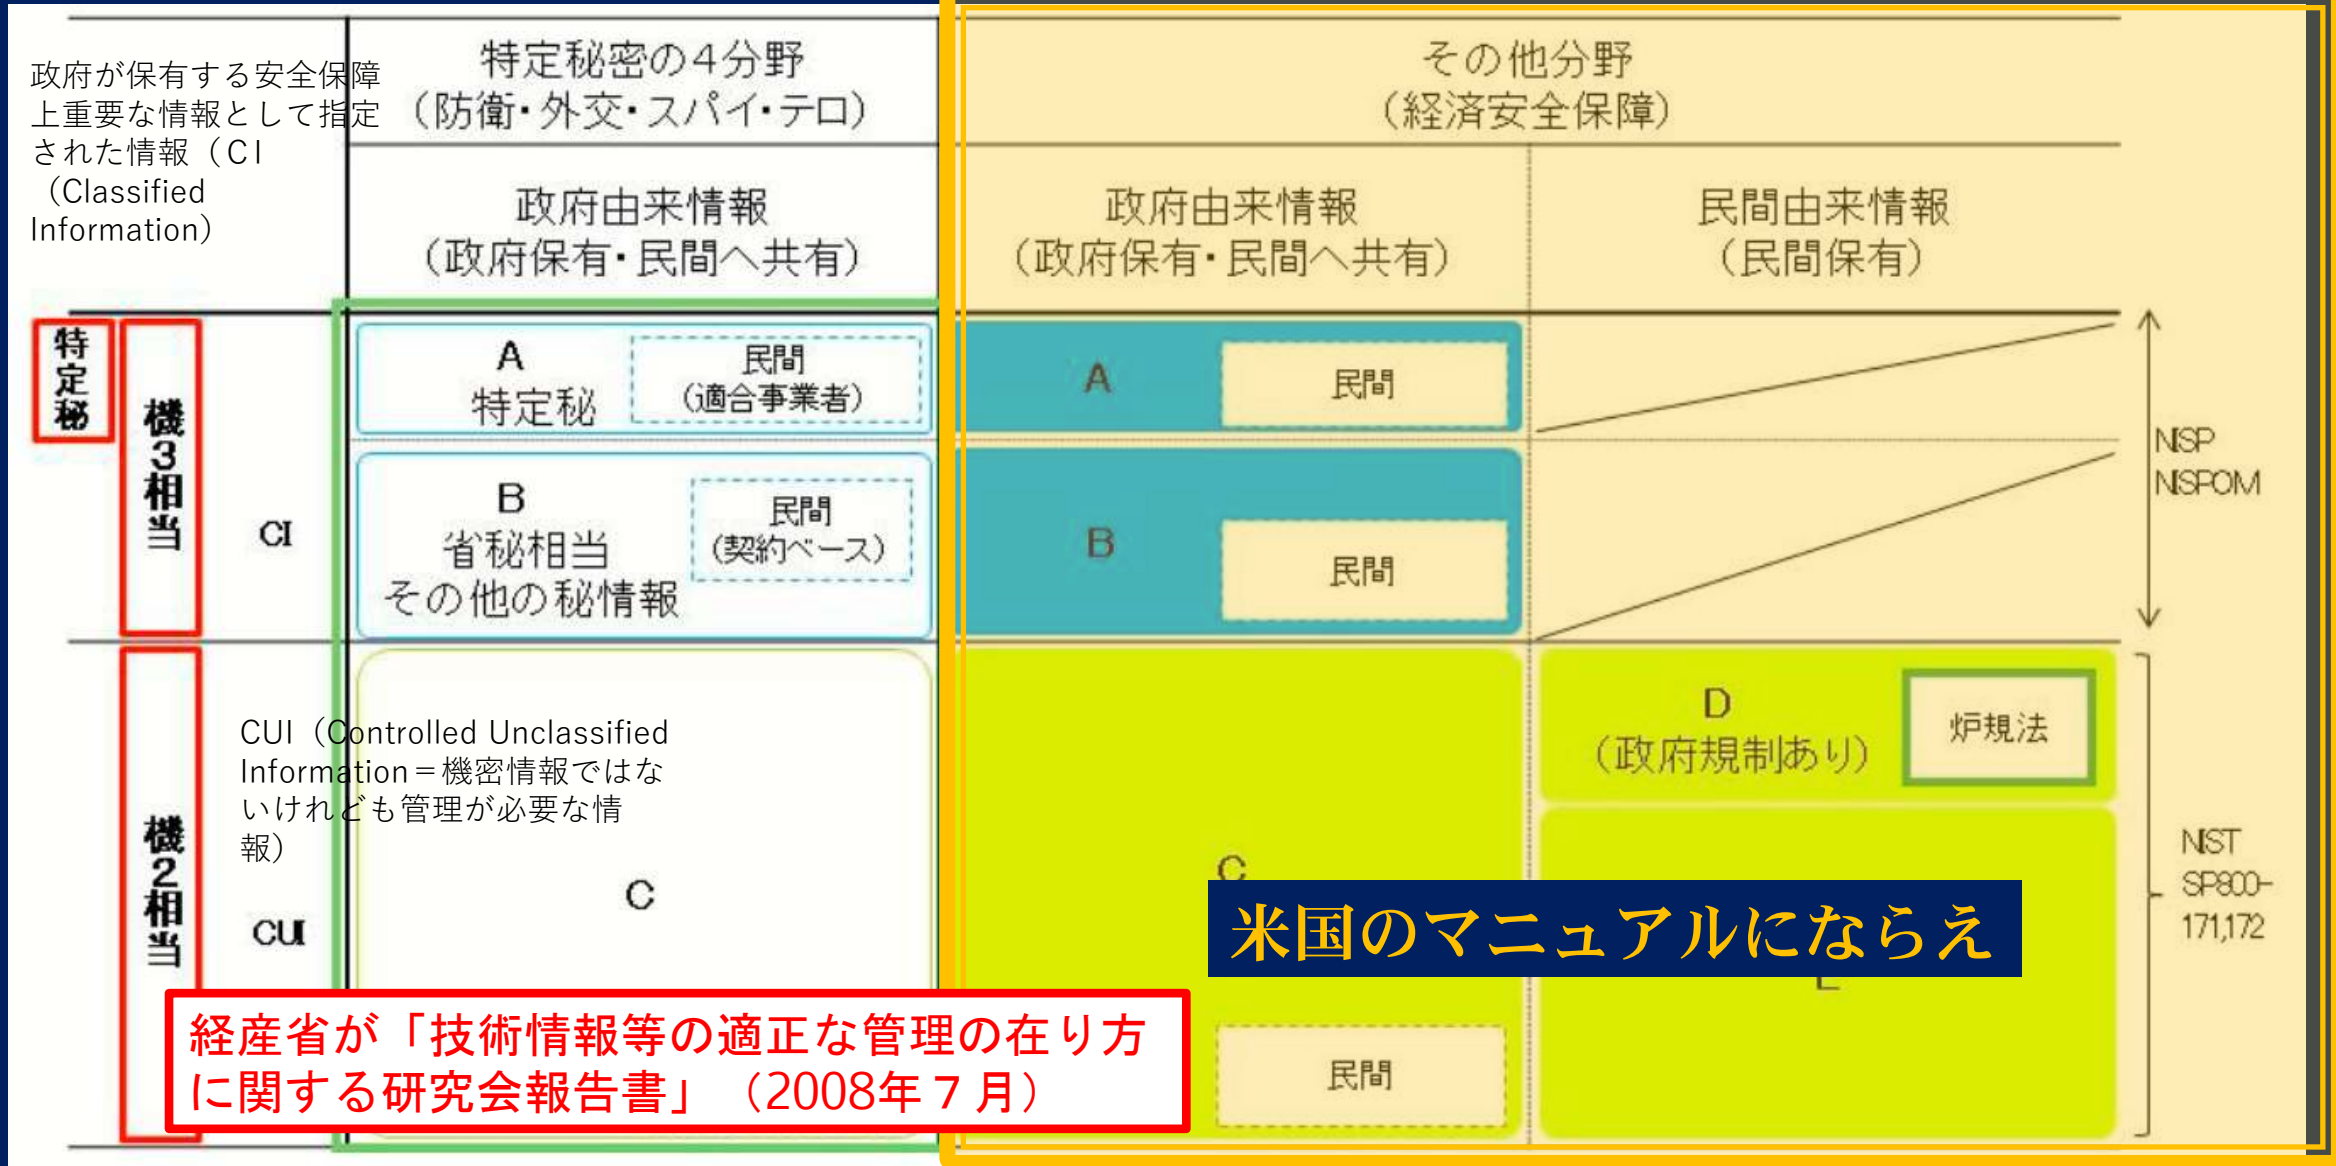 政府が保有する安全保障
上重要な情報として指定
された情報（CI
（Classified
Information）
特定秘密の４分野
（防衛・外交・スパイ・テロ）
その他分野
（経済安全保障）
政府由来情報
（政府保有・民間へ共有）
政府由来情報
（政府保有・民間へ共有）
民間由来情報
（民間保有）
特定秘
機3相当
CI
A
特定秘
民間
（適合事業者）
A
民間
B
省秘相当
その他の秘情報
民間
（契約ベース）
B
民間
NISP
NISPOM
機2相当
CUI
CUI（Controlled Unclassified
Information＝機密情報ではな
いけれども管理が必要な情
報）
C
C
民間
D
（政府規制あり）
炉規法
米国のマニュアルにならえ
NIST
SP800-
171,172
経産省が「技術情報等の適正な管理の在り方
に関する研究会報告書」（2008年７月）